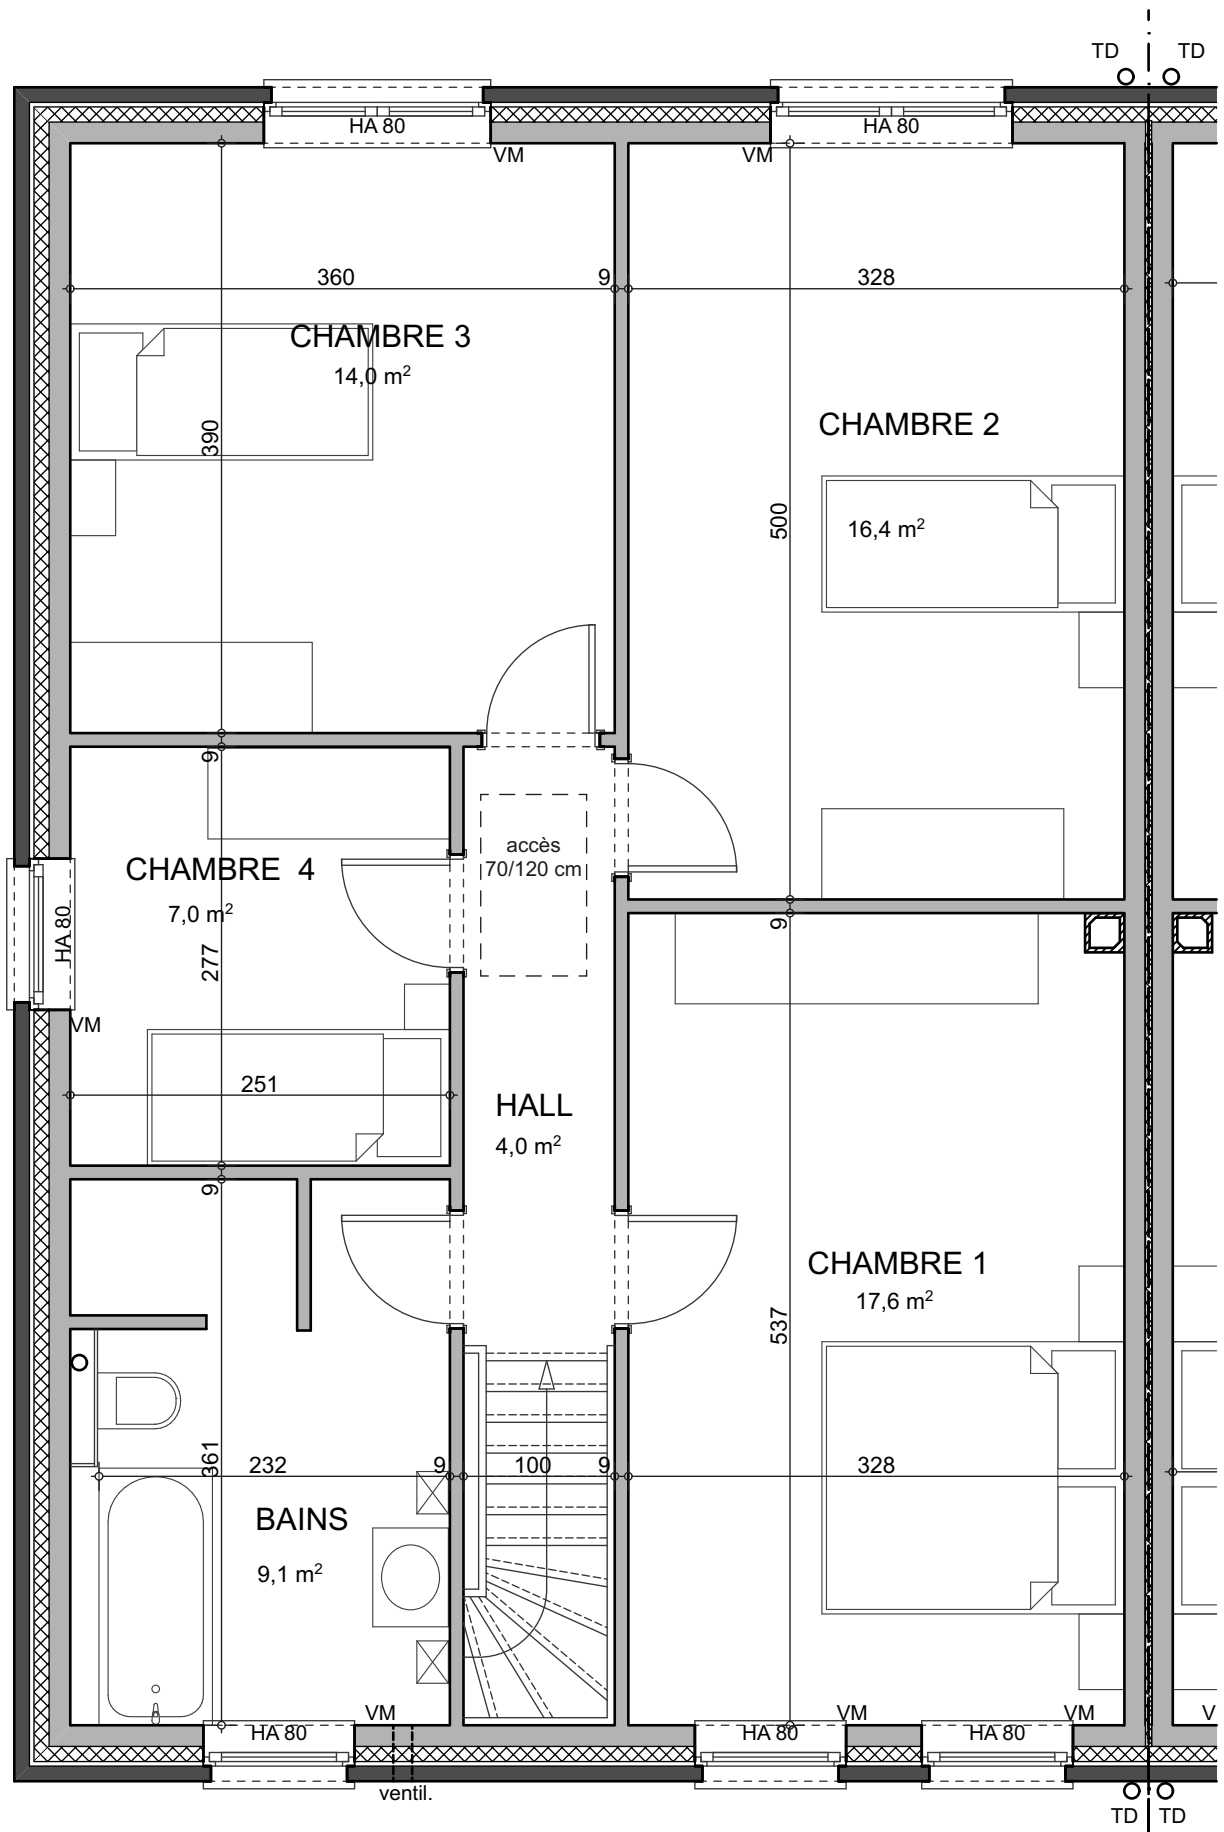 TD TD
HA 80 HA 80
VM VM
360 9 328
CHAMBRE 3
14,0 m²
390
CHAMBRE 2
500
16,4 m²
9
accès
70/120 cm
CHAMBRE 4
7,0 m²
HA 80
277
9
VM
251
HALL
4,0 m²
9
CHAMBRE 1
17,6 m²
537
361
232 9 100 9 328
BAINS
9,1 m²
VM VM VM V
HA 80 HA 80 HA 80
ventil.
TD TD